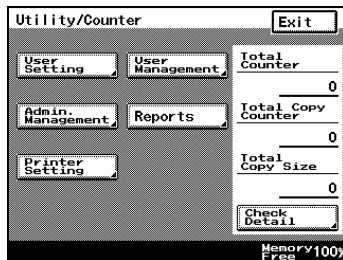 Utility/Counter
Exit
User
Setting
User
Management
Admin.
Management
Reports
Printer
Setting
Total
Counter
0
Total Copy
Counter
0
Total
Copy Size
0
Check
Detail
Memory
Free
100%